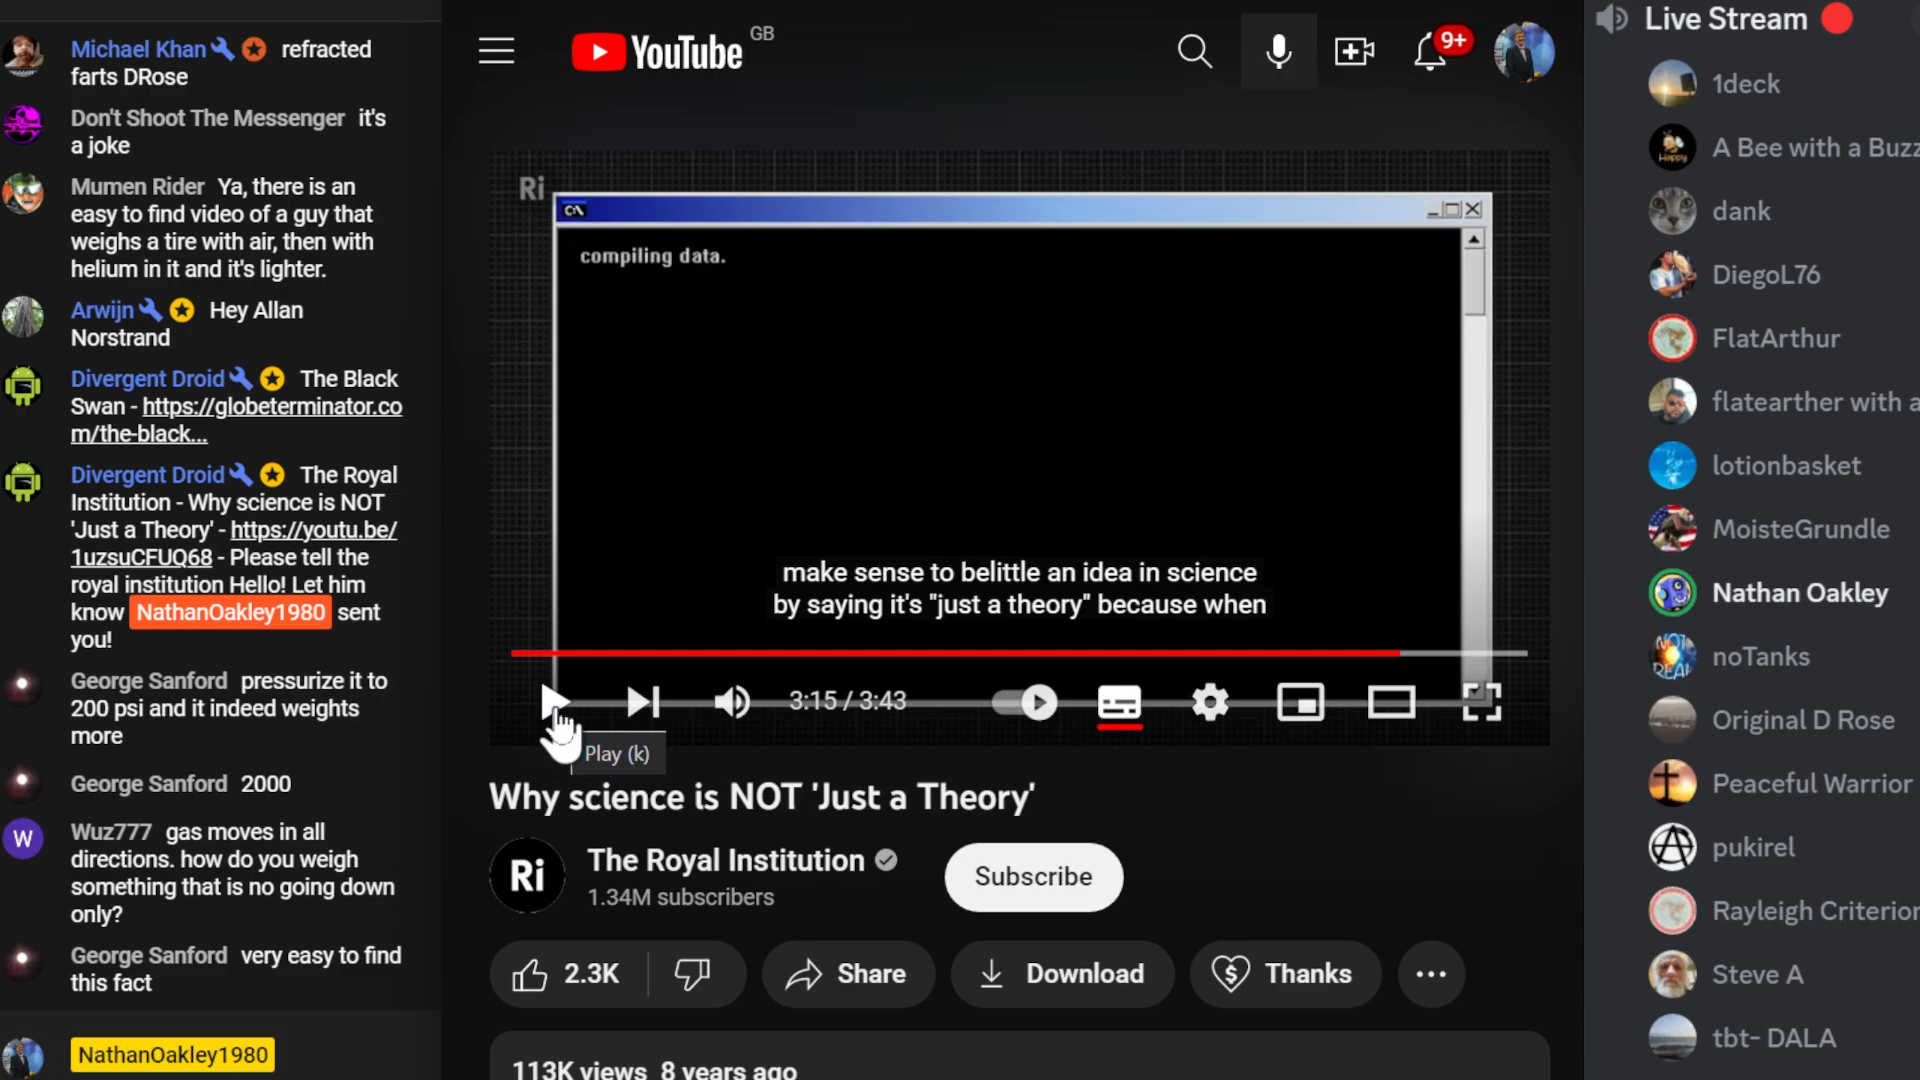 Michael Khan refracted
farts DRose
Don't Shoot The Messenger it's
a joke
Mumen Rider Ya, there is an
easy to find video of a guy that
weighs a tire with air, then with
helium in it and it's lighter.
Arwijn Hey Allan
Norstrand
Divergent Droid The Black
Swan - https://globeterminator.co
m/the-black...
Divergent Droid The Royal
Institution - Why science is NOT
'Just a Theory' - https://youtu.be/
1uzsuCFUQ68 - Please tell the
royal institution Hello! Let him
know NathanOakley1980 sent
you!
George Sanford pressurize it to
200 psi and it indeed weights
more
George Sanford 2000
W
Wuz777 gas moves in all
directions. how do you weigh
something that is no going down
only?
George Sanford very easy to find
this fact
NathanOakley1980
YouTube GB
9+
Ri
C:\
compiling data.
make sense to belittle an idea in science
by saying it's "just a theory" because when
3:15 / 3:43
Play (k)
Why science is NOT 'Just a Theory'
Ri
The Royal Institution
1.34M subscribers
Subscribe
2.3K
Share
Download
Thanks
113K views 8 years ago
Live Stream
1deck
A Bee with a Buzz
Happy
dank
DiegoL76
FlatArthur
flatearther with a
lotionbasket
MoisteGrundle
Nathan Oakley
noTanks
Original D Rose
Peaceful Warrior
pukirel
Rayleigh Criterion
Steve A
tbt- DALA